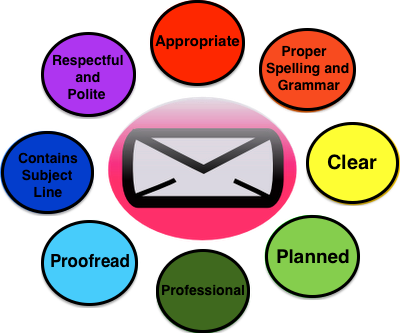 Appropriate
Proper
Spelling and
Grammar
Clear
Planned
Professional
Proofread
Contains
Subject
Line
Respectful
and
Polite